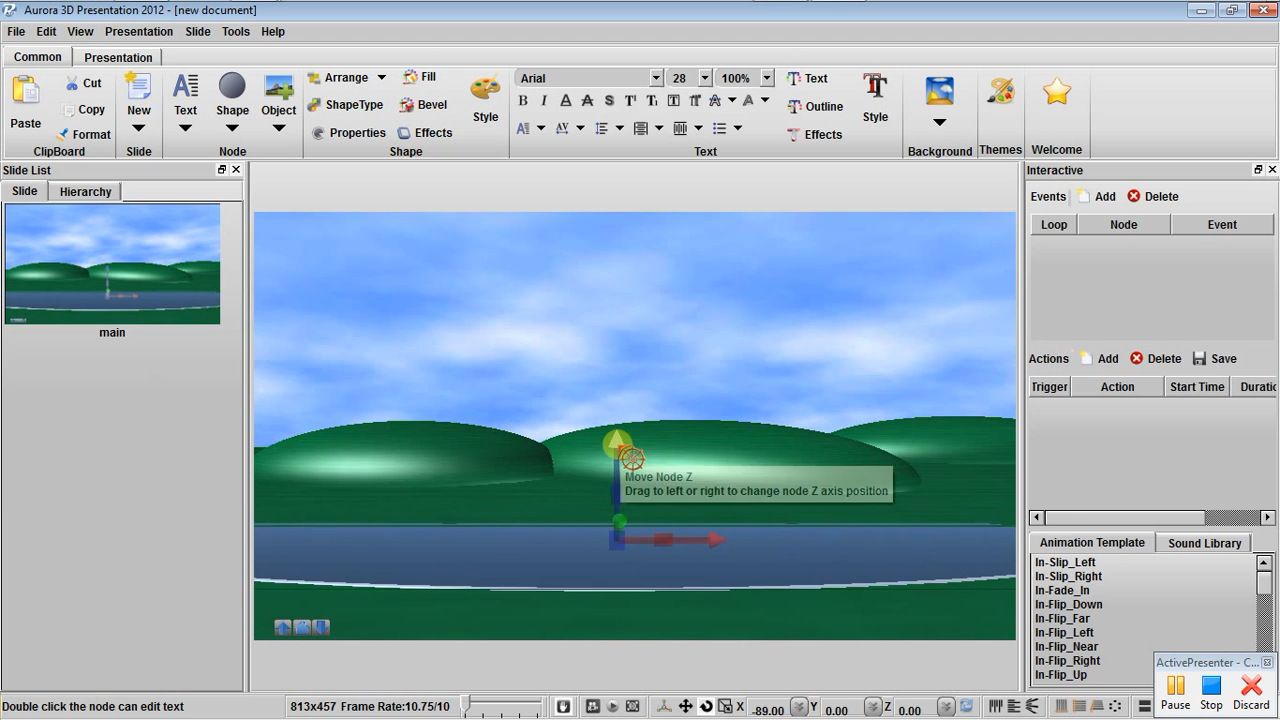 Aurora 3D Presentation 2012 - [new document]
File Edit View Presentation Slide Tools Help
Common Presentation
Paste Cut Copy Format ClipBoard
New Slide
Text Shape Object Node
Arrange ShapeType Properties Fill Bevel Effects Style Shape
Arial 28 100% Text Outline Effects Style Text
Background
Themes
Welcome
Slide List
Slide Hierarchy
main
Move Node Z
Drag to left or right to change node Z axis position
Interactive
Events Add Delete
Loop Node Event
Actions Add Delete Save
Trigger Action Start Time Duratio
Animation Template Sound Library
In-Slip_Left
In-Slip_Right
In-Fade_In
In-Flip_Down
In-Flip_Far
In-Flip_Left
In-Flip_Near
In-Flip_Right
In-Flip_Up
ActivePresenter - C...
Pause Stop Discard
Double click the node can edit text
8139457 Frame Rate:10.75/10
X -89.00 Y 0.00 Z 0.00